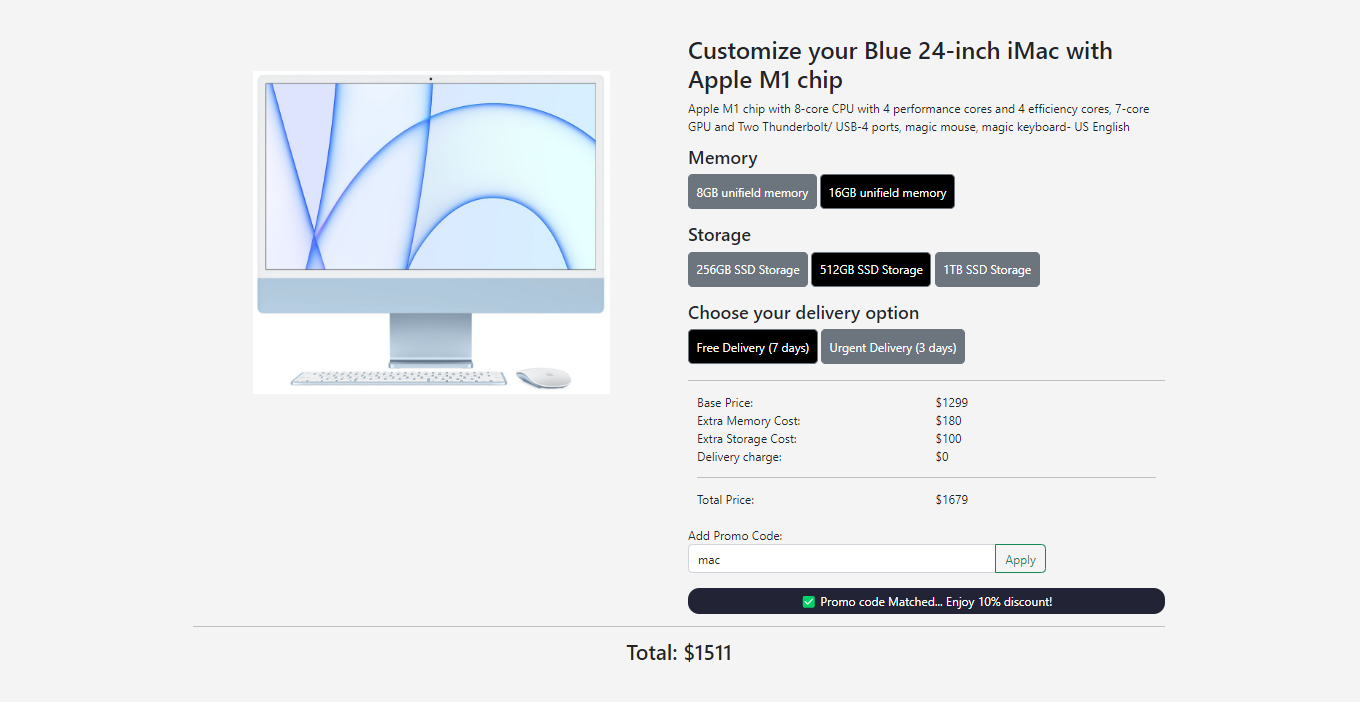 Customize your Blue 24-inch iMac with
Apple M1 chip
Apple M1 chip with 8-core CPU with 4 performance cores and 4 efficiency cores, 7-core
GPU and Two Thunderbolt/ USB-4 ports, magic mouse, magic keyboard- US English
Memory
8GB unifield memory 16GB unifield memory
Storage
256GB SSD Storage 512GB SSD Storage 1TB SSD Storage
Choose your delivery option
Free Delivery (7 days) Urgent Delivery (3 days)
Base Price: $1299
Extra Memory Cost: $180
Extra Storage Cost: $100
Delivery charge: $0
Total Price: $1679
Add Promo Code:
mac Apply
✅ Promo code Matched... Enjoy 10% discount!
Total: $1511